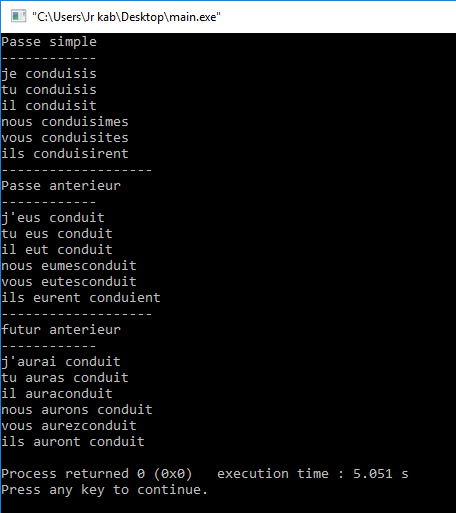 "C:\Users\Jr kab\Desktop\main.exe"
Passe simple
------------
je conduisis
tu conduisis
il conduisit
nous conduisimes
vous conduisites
ils conduisirent
-------------------
Passe anterieur
------------
j'eus conduit
tu eus conduit
il eut conduit
nous eumesconduit
vous eutesconduit
ils eurent conduient
-------------------
futur anterieur
------------
j'aurai conduit
tu auras conduit
il auraconduit
nous aurons conduit
vous aurezconduit
ils auront conduit
Process returned 0 (0x0)   execution time : 5.051 s
Press any key to continue.